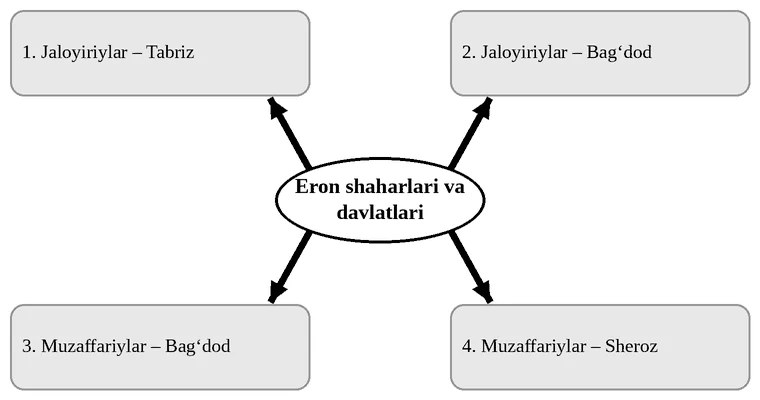 1. Jaloyiriylar – Tabriz
2. Jaloyiriylar – Bag‘dod
Eron shaharlari va
davlatlari
3. Muzaffariylar – Bag‘dod
4. Muzaffariylar – Sheroz